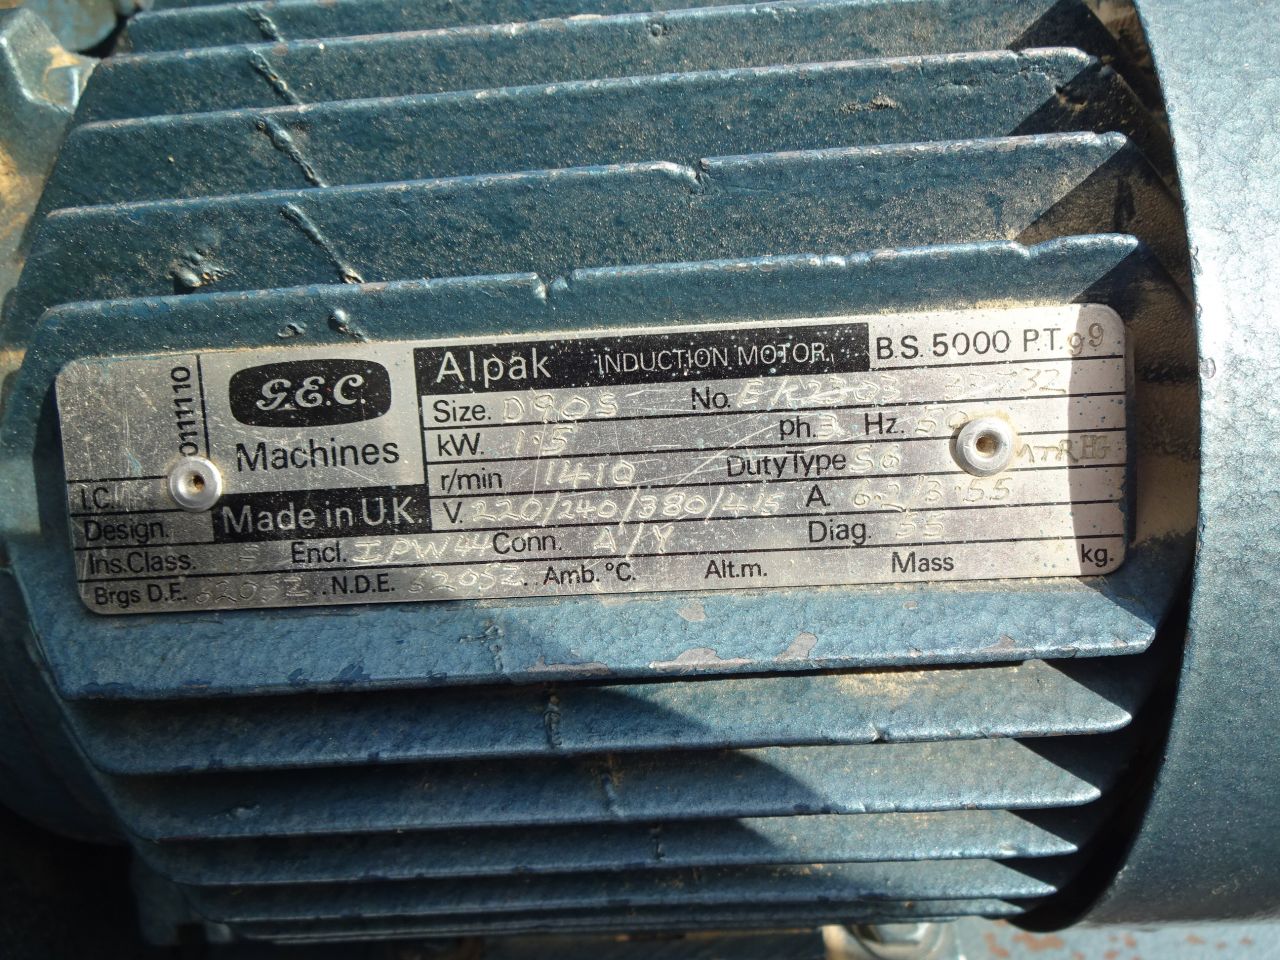 0111110
G.E.C.
Machines
Alpak INDUCTION MOTOR. B.S. 5000 P.T. 99
Size. D90S No. EK2303
kW. 1.5 ph. 3 Hz. 50
r/min 1410 Duty Type S6
I.C.
Design. Made in U.K. V. 220/240/380/415 A. 6.2/3.55
Ins.Class. Encl. IPW44 Conn. Δ/Y Diag. 55
Brgs D.E. 6205Z N.D.E. 6205Z Amb. °C. Alt.m. Mass kg.